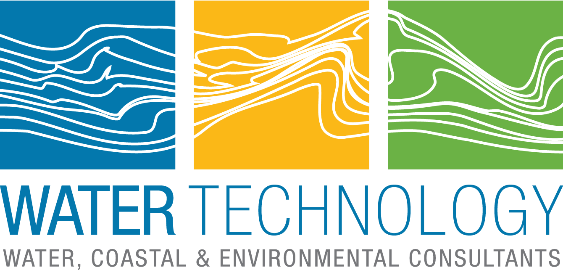 WATER TECHNOLOGY
WATER, COASTAL & ENVIRONMENTAL CONSULTANTS